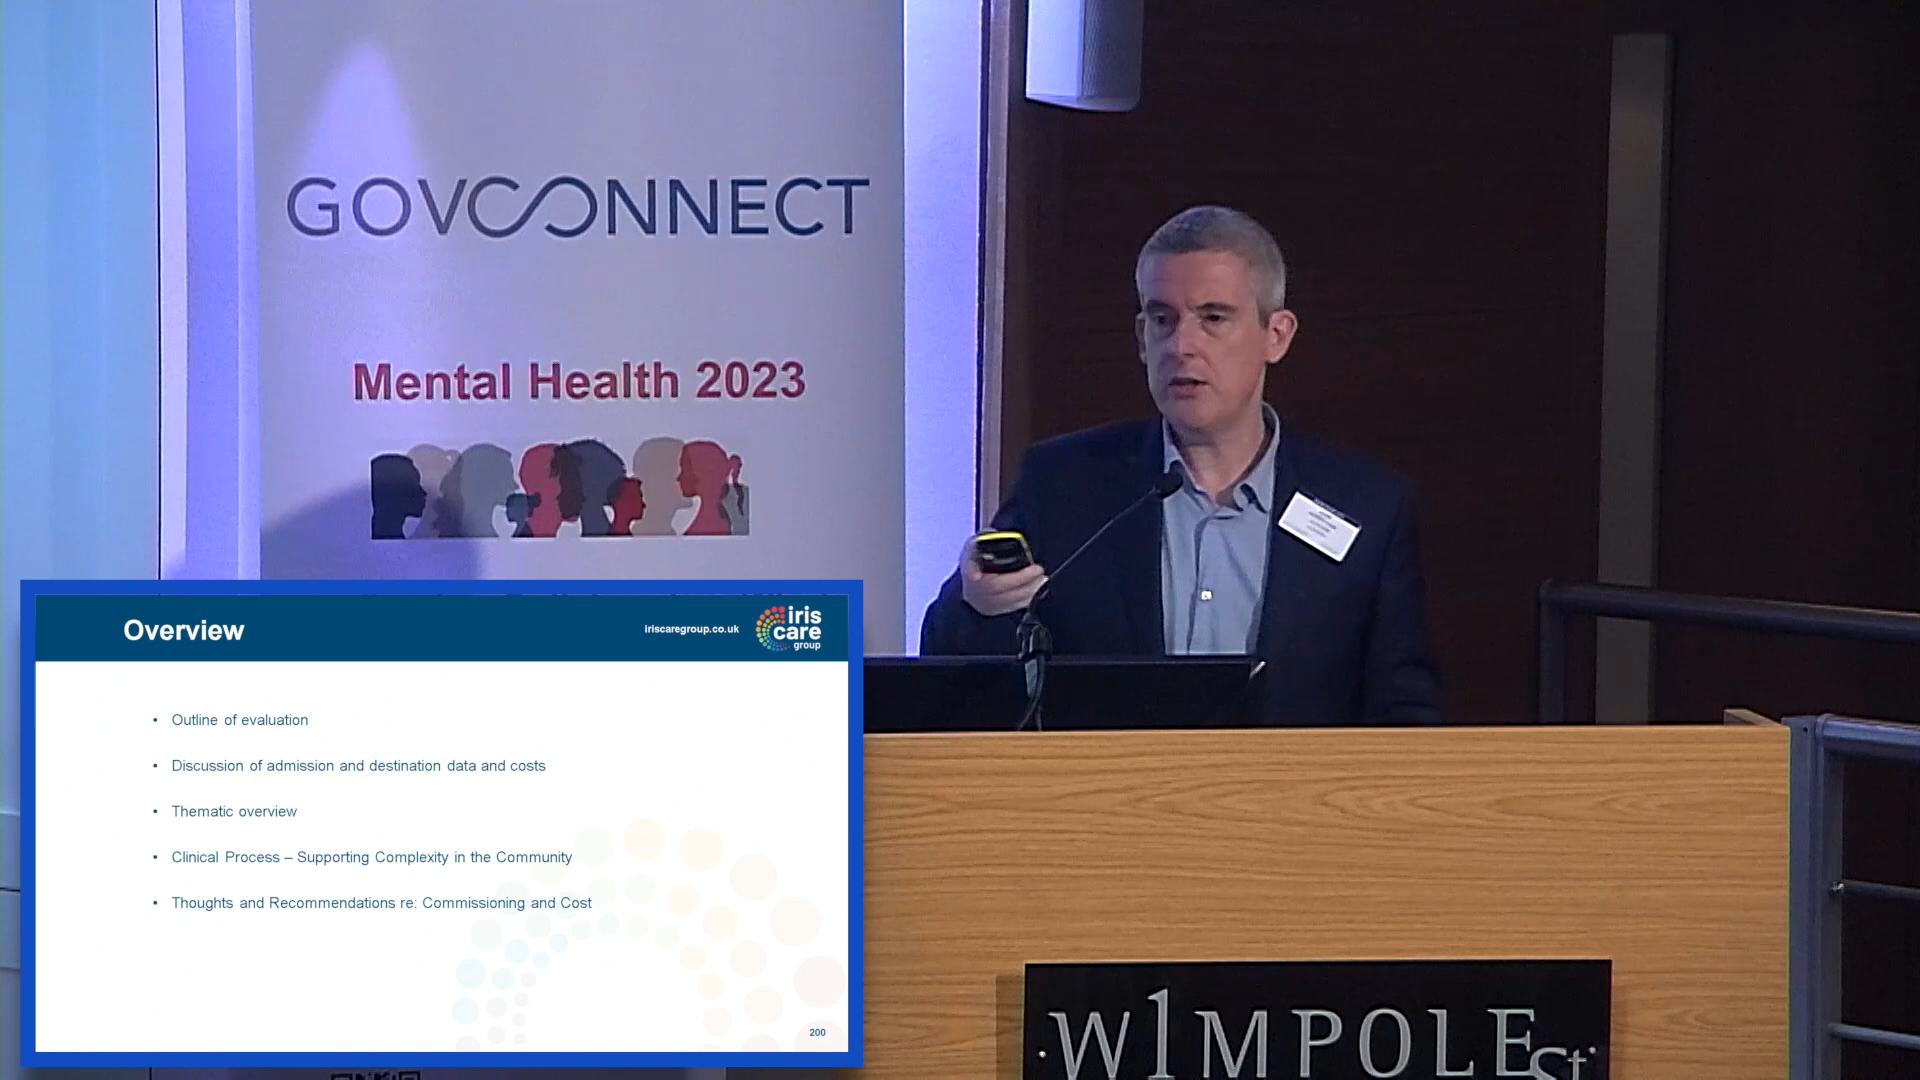 GOVCONNECT
Mental Health 2023
Overview
iriscaregroup.co.uk
iris
care
group
• Outline of evaluation
• Discussion of admission and destination data and costs
• Thematic overview
• Clinical Process – Supporting Complexity in the Community
• Thoughts and Recommendations re: Commissioning and Cost
200
W1MPOLE St